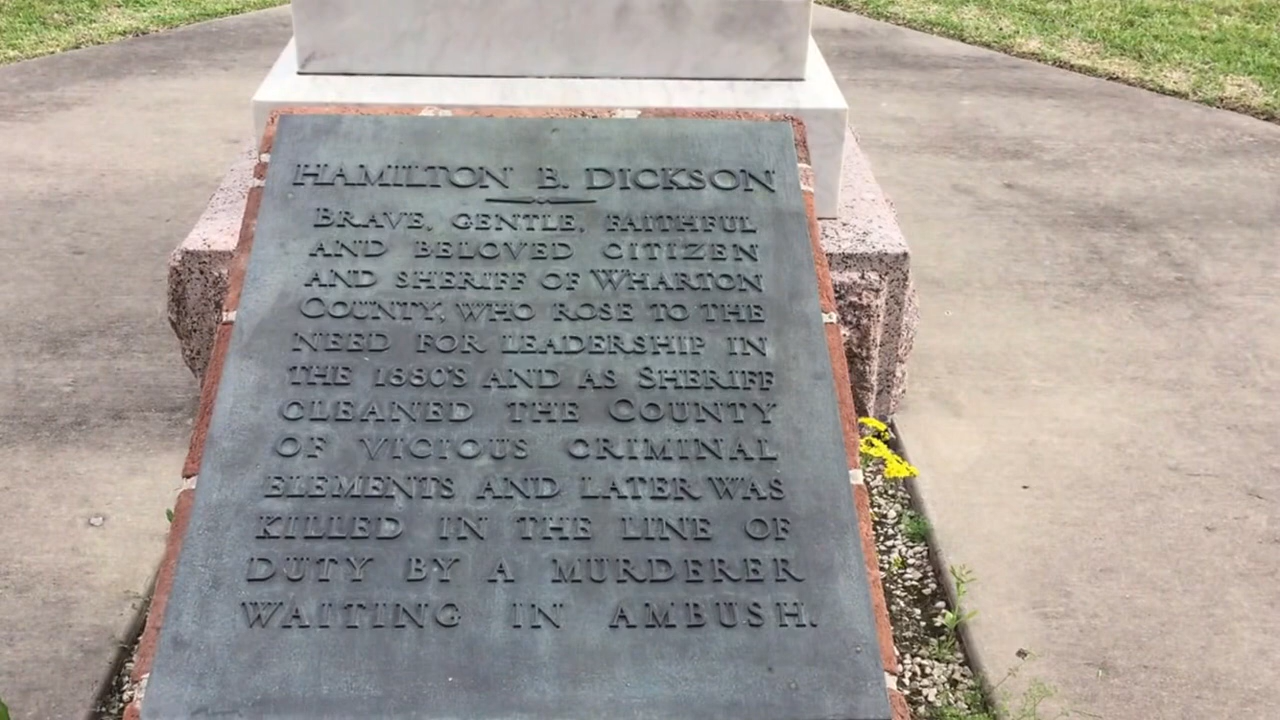 HAMILTON B. DICKSON
BRAVE, GENTLE, FAITHFUL
AND BELOVED CITIZEN
AND SHERIFF OF WHARTON
COUNTY, WHO ROSE TO THE
NEED FOR LEADERSHIP IN
THE 1880'S AND AS SHERIFF
CLEANED THE COUNTY
OF VICIOUS CRIMINAL
ELEMENTS AND LATER WAS
KILLED IN THE LINE OF
DUTY BY A MURDERER
WAITING IN AMBUSH.